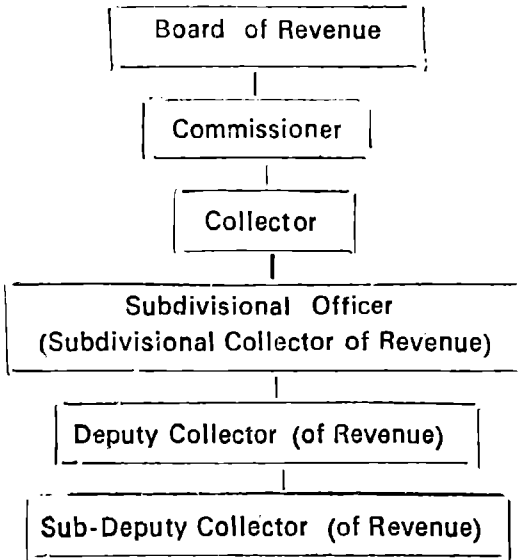 Board of Revenue
Commissioner
Collector
Subdivisional Officer
(Subdivisional Collector of Revenue)
Deputy Collector (of Revenue)
Sub-Deputy Collector (of Revenue)